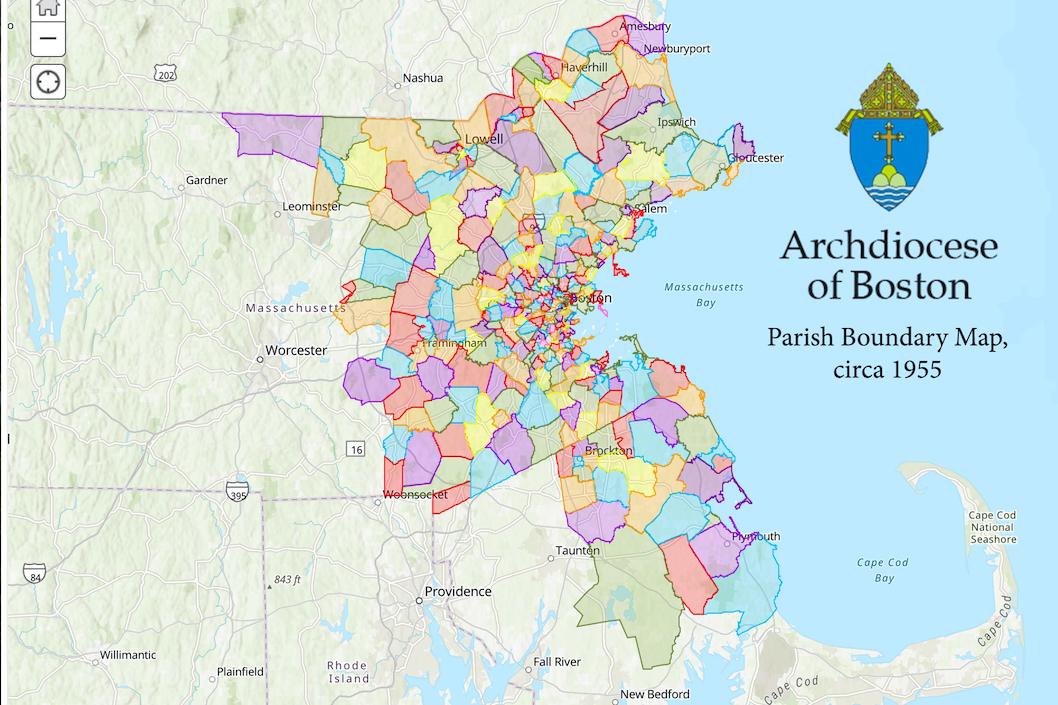 Amesbury
Newburyport
Haverhill
202
Nashua
Ipswich
Lowell
Gloucester
Gardner
Leominster
Salem
Archdiocese
of Boston
Massachusetts
Bay
Massachusetts
Boston
Parish Boundary Map,
circa 1955
Framingham
Worcester
16
Brockton
395
Woonsocket
Cape Cod
National
Seashore
Plymouth
Taunton
Cape Cod
Bay
84
843 ft
Providence
Cape Cod
Willimantic
Plainfield
Rhode
Island
Fall River
Cape Cod
New Bedford